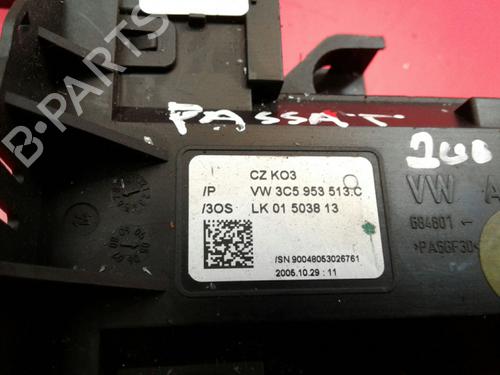 B-PARTS
PASSAT
200
CZ KO3
/P VW 3C5 953 513.C
/3OS LK 01 5038 13
/SN 90048053026761
2005.10.29 : 11
VW A
684801
>PA6GF30<